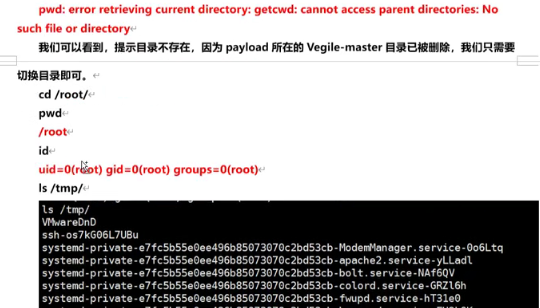 pwd: error retrieving current directory: getcwd: cannot access parent directories: No
such file or directory
我们可以看到，提示目录不存在，因为 payload 所在的 Vegile-master 目录已被删除，我们只需要
切换目录即可。
cd /root/
pwd
/root
id
uid=0(root) gid=0(root) groups=0(root)
ls /tmp/
ls /tmp/
VMwareDnD
ssh-os7kG06L7UBu
systemd-private-e7fc5b55e0ee496b85073070c2bd53cb-ModemManager.service-0o6Ltq
systemd-private-e7fc5b55e0ee496b85073070c2bd53cb-apache2.service-yLLadl
systemd-private-e7fc5b55e0ee496b85073070c2bd53cb-bolt.service-NAf6QV
systemd-private-e7fc5b55e0ee496b85073070c2bd53cb-colord.service-GRZl6h
systemd-private-e7fc5b55e0ee496b85073070c2bd53cb-fwupd.service-hT31e0